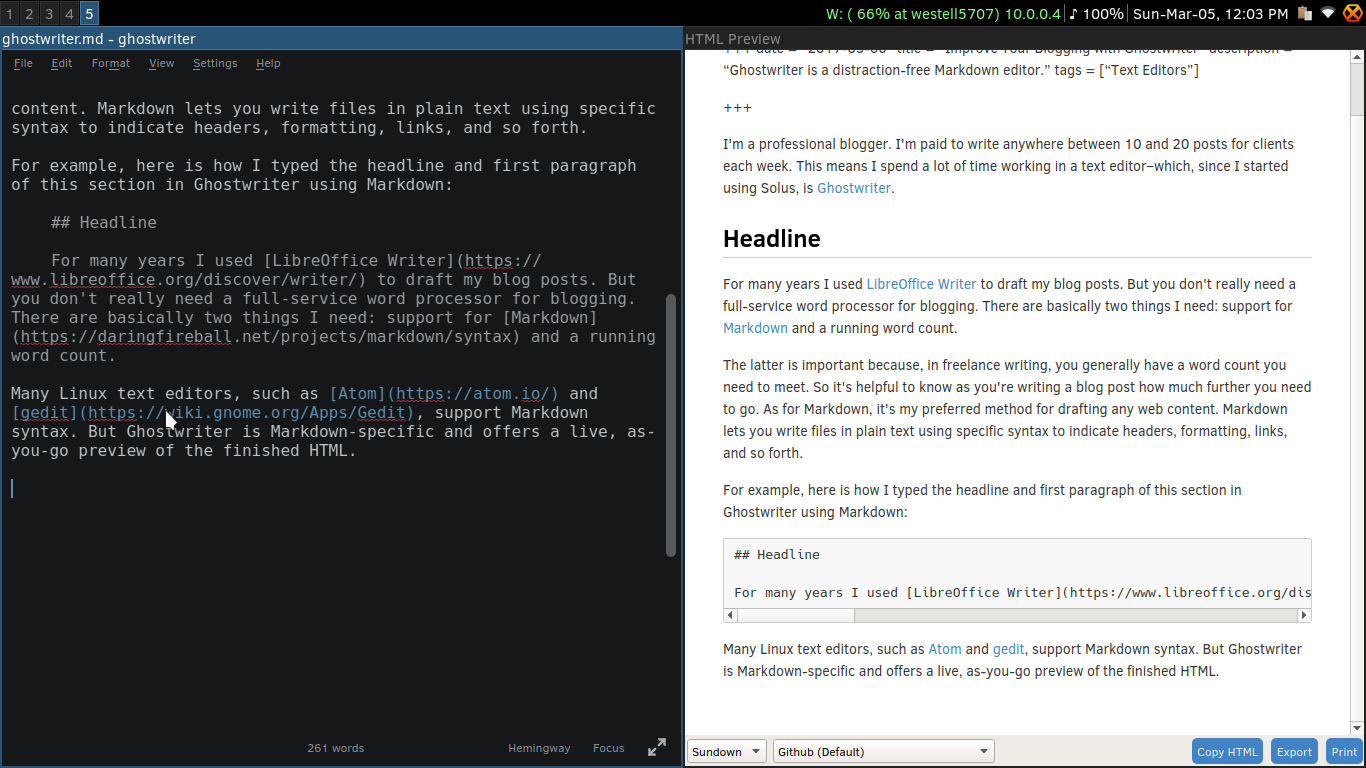 1 2 3 4 5
W: ( 66% at westell5707) 10.0.0.4 ♪ 100% Sun-Mar-05, 12:03 PM
ghostwriter.md - ghostwriter
File Edit Format View Settings Help
content. Markdown lets you write files in plain text using specific
syntax to indicate headers, formatting, links, and so forth.
For example, here is how I typed the headline and first paragraph
of this section in Ghostwriter using Markdown:
## Headline
For many years I used [LibreOffice Writer](https://
www.libreoffice.org/discover/writer/) to draft my blog posts. But
you don't really need a full-service word processor for blogging.
There are basically two things I need: support for [Markdown]
(https://daringfireball.net/projects/markdown/syntax) and a running
word count.
Many Linux text editors, such as [Atom](https://atom.io/) and
[gedit](https://wiki.gnome.org/Apps/Gedit), support Markdown
syntax. But Ghostwriter is Markdown-specific and offers a live, as-
you-go preview of the finished HTML.
261 words
Hemingway
Focus
HTML Preview
+++ date = "2017-03-06" title = "Improve Your Blogging with Ghostwriter" description =
“Ghostwriter is a distraction-free Markdown editor.” tags = [“Text Editors”]
+++
I'm a professional blogger. I'm paid to write anywhere between 10 and 20 posts for clients
each week. This means I spend a lot of time working in a text editor–which, since I started
using Solus, is Ghostwriter.
Headline
For many years I used LibreOffice Writer to draft my blog posts. But you don't really need a
full-service word processor for blogging. There are basically two things I need: support for
Markdown and a running word count.
The latter is important because, in freelance writing, you generally have a word count you
need to meet. So it's helpful to know as you're writing a blog post how much further you need
to go. As for Markdown, it's my preferred method for drafting any web content. Markdown
lets you write files in plain text using specific syntax to indicate headers, formatting, links,
and so forth.
For example, here is how I typed the headline and first paragraph of this section in
Ghostwriter using Markdown:
## Headline
For many years I used [LibreOffice Writer](https://www.libreoffice.org/dis
Many Linux text editors, such as Atom and gedit, support Markdown syntax. But Ghostwriter
is Markdown-specific and offers a live, as-you-go preview of the finished HTML.
Sundown
Github (Default)
Copy HTML
Export
Print